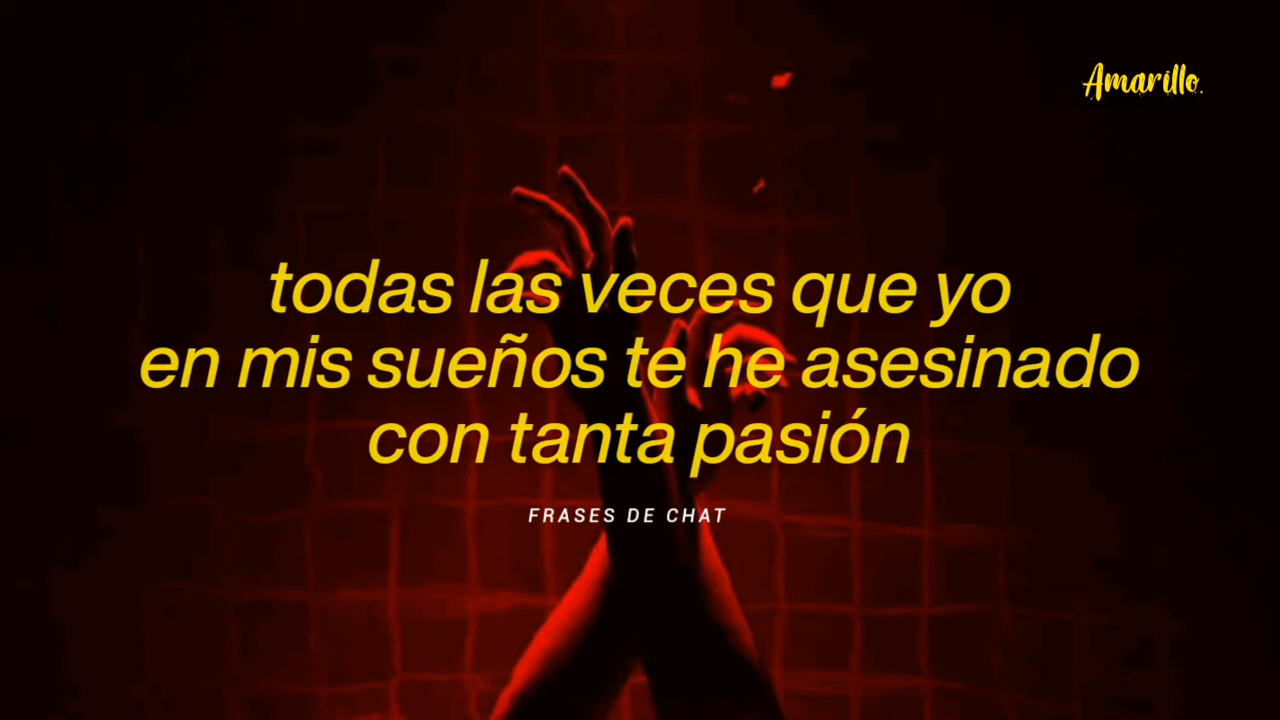 Amarillo.
todas las veces que yo
en mis sueños te he asesinado
con tanta pasión
FRASES DE CHAT